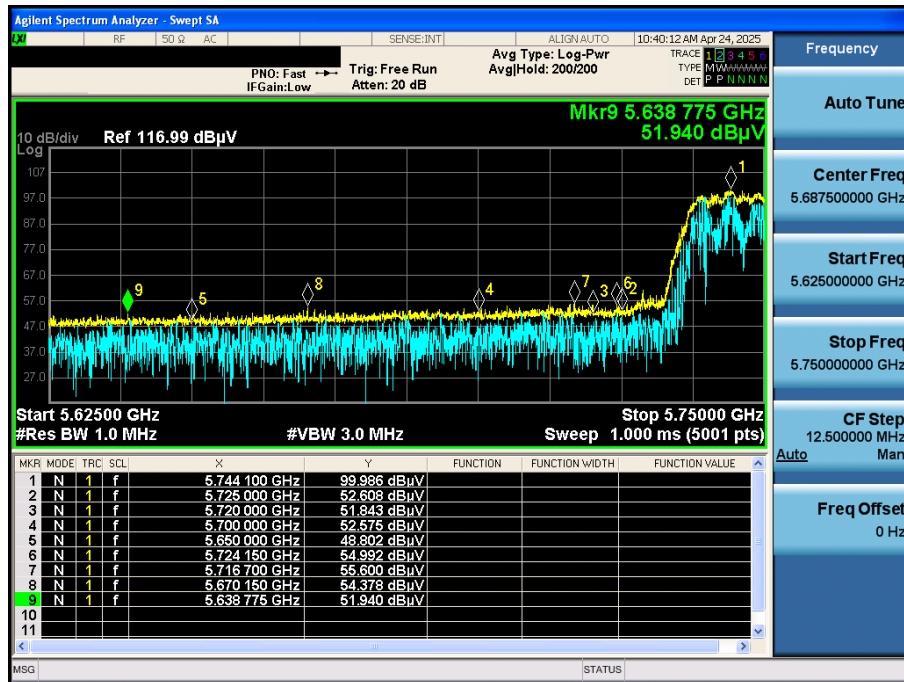 Agilent Spectrum Analyzer - Swept SA
LXI RF 50 Ω AC SENSE:INT ALIGN AUTO 10:40:12 AM Apr 24, 2025
Frequency
PNO: Fast
IFGain:Low
Trig: Free Run
Atten: 20 dB
Avg Type: Log-Pwr
Avg|Hold: 200/200
TRACE 1 2 3 4 5 6
TYPE M W W W W W
DET P P N N N N
Auto Tune
Mkr9 5.638 775 GHz
51.940 dBµV
10 dB/div Ref 116.99 dBµV
Log
107
97.0
87.0
77.0
67.0
57.0
47.0
37.0
27.0
9
5
8
4
7
3
6
2
1
Center Freq
5.687500000 GHz
Start Freq
5.625000000 GHz
Stop Freq
5.750000000 GHz
CF Step
12.500000 MHz
Auto Man
Freq Offset
0 Hz
Start 5.62500 GHz Stop 5.75000 GHz
#Res BW 1.0 MHz #VBW 3.0 MHz Sweep 1.000 ms (5001 pts)
MKR MODE TRC SCL X Y FUNCTION FUNCTION WIDTH FUNCTION VALUE
1 N 1 f 5.744 100 GHz 99.986 dBµV
2 N 1 f 5.725 000 GHz 52.608 dBµV
3 N 1 f 5.720 000 GHz 51.843 dBµV
4 N 1 f 5.700 000 GHz 52.575 dBµV
5 N 1 f 5.650 000 GHz 48.802 dBµV
6 N 1 f 5.724 150 GHz 54.992 dBµV
7 N 1 f 5.716 700 GHz 55.600 dBµV
8 N 1 f 5.670 150 GHz 54.378 dBµV
9 N 1 f 5.638 775 GHz 51.940 dBµV
10
11
MSG STATUS